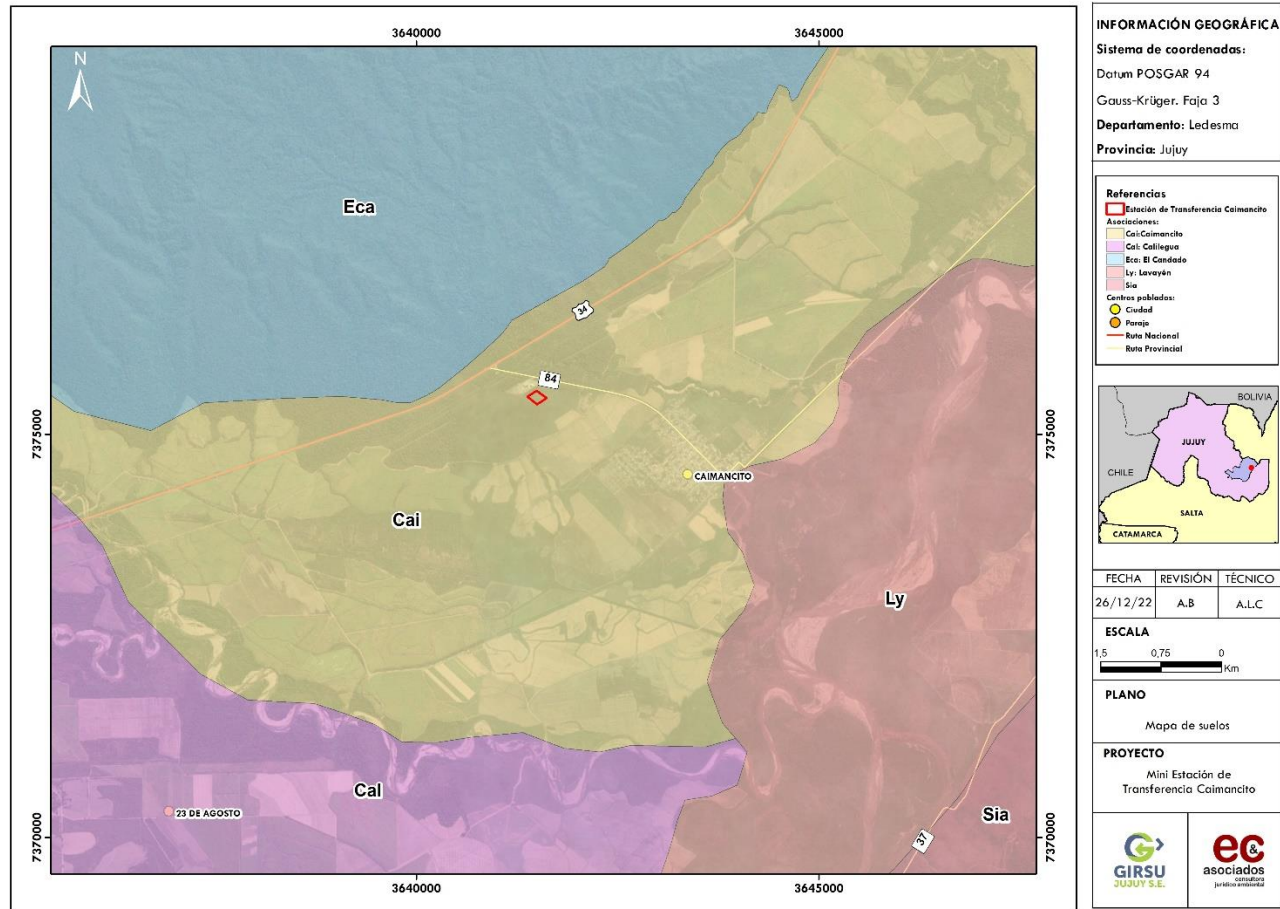 3640000
3645000
N
Eca
34
84
7375000
7375000
CAIMANCITO
Cai
Ly
Cal
23 DE AGOSTO
Sia
37
7370000
7370000
3640000
3645000
INFORMACIÓN GEOGRÁFICA
Sistema de coordenadas:
Datum POSGAR 94
Gauss-Krüger. Faja 3
Departamento: Ledesma
Provincia: Jujuy
Referencias
Estación de Transferencia Caimancito
Asociaciones:
Cai:Caimancito
Cal: Calilegua
Eca: El Candado
Ly: Lavayén
Sia
Centros poblados:
Ciudad
Paraje
Ruta Nacional
Ruta Provincial
BOLIVIA
JUJUY
CHILE
SALTA
CATAMARCA
FECHA REVISIÓN TÉCNICO
26/12/22 A.B A.L.C
ESCALA
1,5 0,75 0
Km
PLANO
Mapa de suelos
PROYECTO
Mini Estación de
Transferencia Caimancito
GIRSU
JUJUY S.E.
ec&
asociados
consultora
jurídico ambiental